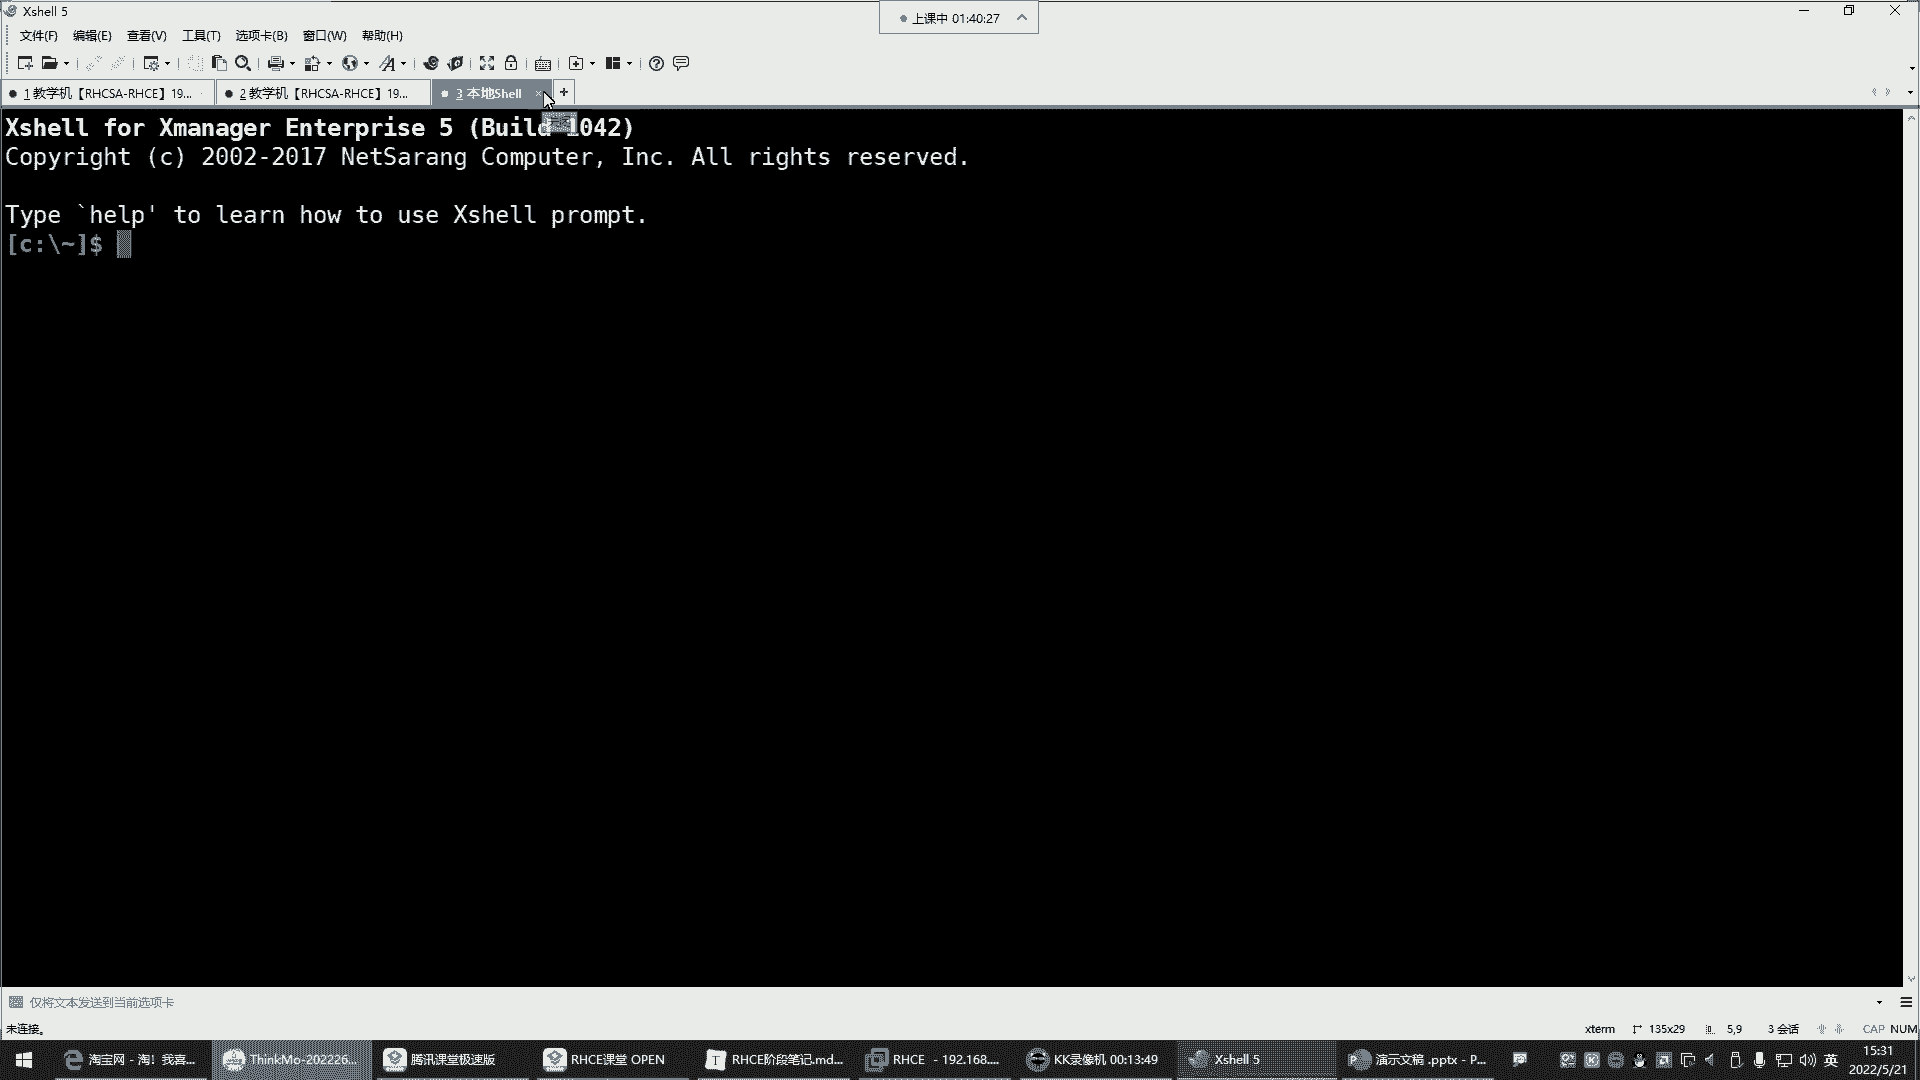 Xshell 5
上课中 01:40:27
文件(F) 编辑(E) 查看(V) 工具(T) 选项卡(B) 窗口(W) 帮助(H)
1 教学机【RHCSA-RHCE】19... 2 教学机【RHCSA-RHCE】19... 3 本地Shell
Xshell for Xmanager Enterprise 5 (Build 1042)
Copyright (c) 2002-2017 NetSarang Computer, Inc. All rights reserved.
Type `help' to learn how to use Xshell prompt.
[c:\~]$
仅将文本发送到当前选项卡
未连接。 xterm 135x29 5,9 3 会话 CAP NUM
淘宝网 - 淘！我喜... ThinkMo-202226... 腾讯课堂极速版 RHCE课堂 OPEN RHCE阶段笔记.md... RHCE - 192.168.... KK录像机 00:13:49 Xshell 5 演示文稿 .pptx - P... 英 15:31
2022/5/21